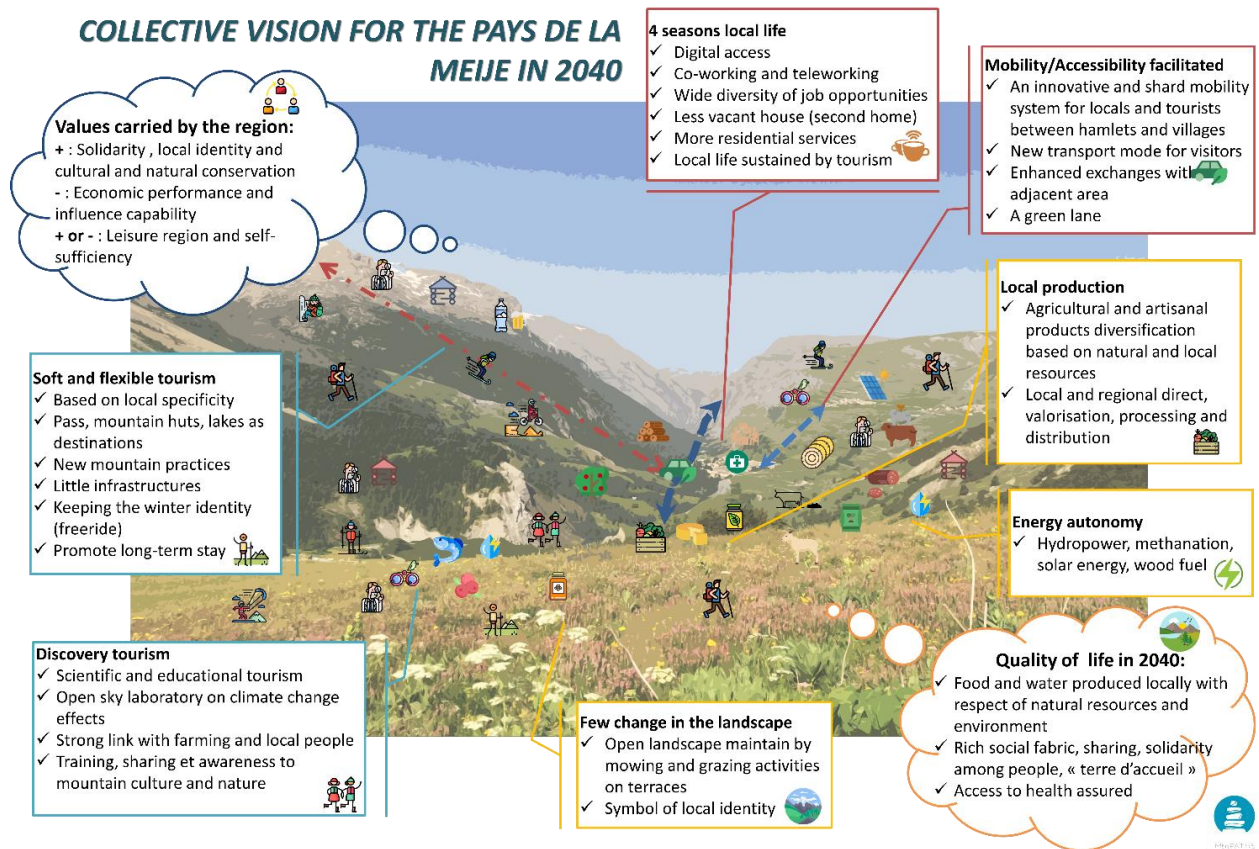 COLLECTIVE VISION FOR THE PAYS DE LA
MEIJE IN 2040
Values carried by the region:
+ : Solidarity , local identity and
cultural and natural conservation
- : Economic performance and
influence capability
+ or - : Leisure region and self-
sufficiency
4 seasons local life
✓ Digital access
✓ Co-working and teleworking
✓ Wide diversity of job opportunities
✓ Less vacant house (second home)
✓ More residential services
✓ Local life sustained by tourism
Mobility/Accessibility facilitated
✓ An innovative and shard mobility
system for locals and tourists
between hamlets and villages
✓ New transport mode for visitors
✓ Enhanced exchanges with
adjacent area
✓ A green lane
Local production
✓ Agricultural and artisanal
products diversification
based on natural and local
resources
✓ Local and regional direct,
valorisation, processing and
distribution
Soft and flexible tourism
✓ Based on local specificity
✓ Pass, mountain huts, lakes as
destinations
✓ New mountain practices
✓ Little infrastructures
✓ Keeping the winter identity
(freeride)
✓ Promote long-term stay
Energy autonomy
✓ Hydropower, methanation,
solar energy, wood fuel
Discovery tourism
✓ Scientific and educational tourism
✓ Open sky laboratory on climate change
effects
✓ Strong link with farming and local people
✓ Training, sharing et awareness to
mountain culture and nature
Few change in the landscape
✓ Open landscape maintain by
mowing and grazing activities
on terraces
✓ Symbol of local identity
Quality of life in 2040:
✓ Food and water produced locally with
respect of natural resources and
environment
✓ Rich social fabric, sharing, solidarity
among people, « terre d'accueil »
✓ Access to health assured